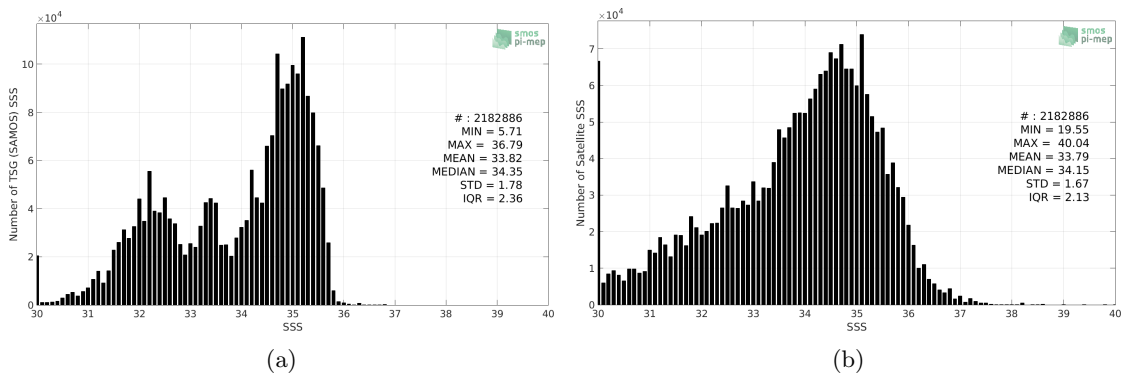 ×10⁴
smos
pi-mep
10
8
6
4
2
0
Number of TSG (SAMOS) SSS
# : 2182886
MIN = 5.71
MAX = 36.79
MEAN = 33.82
MEDIAN = 34.35
STD = 1.78
IQR = 2.36
30 31 32 33 34 35 36 37 38 39 40
SSS
(a)
×10⁴
smos
pi-mep
7
6
5
4
3
2
1
0
Number of Satellite SSS
# : 2182886
MIN = 19.55
MAX = 40.04
MEAN = 33.79
MEDIAN = 34.15
STD = 1.67
IQR = 2.13
30 31 32 33 34 35 36 37 38 39 40
SSS
(b)